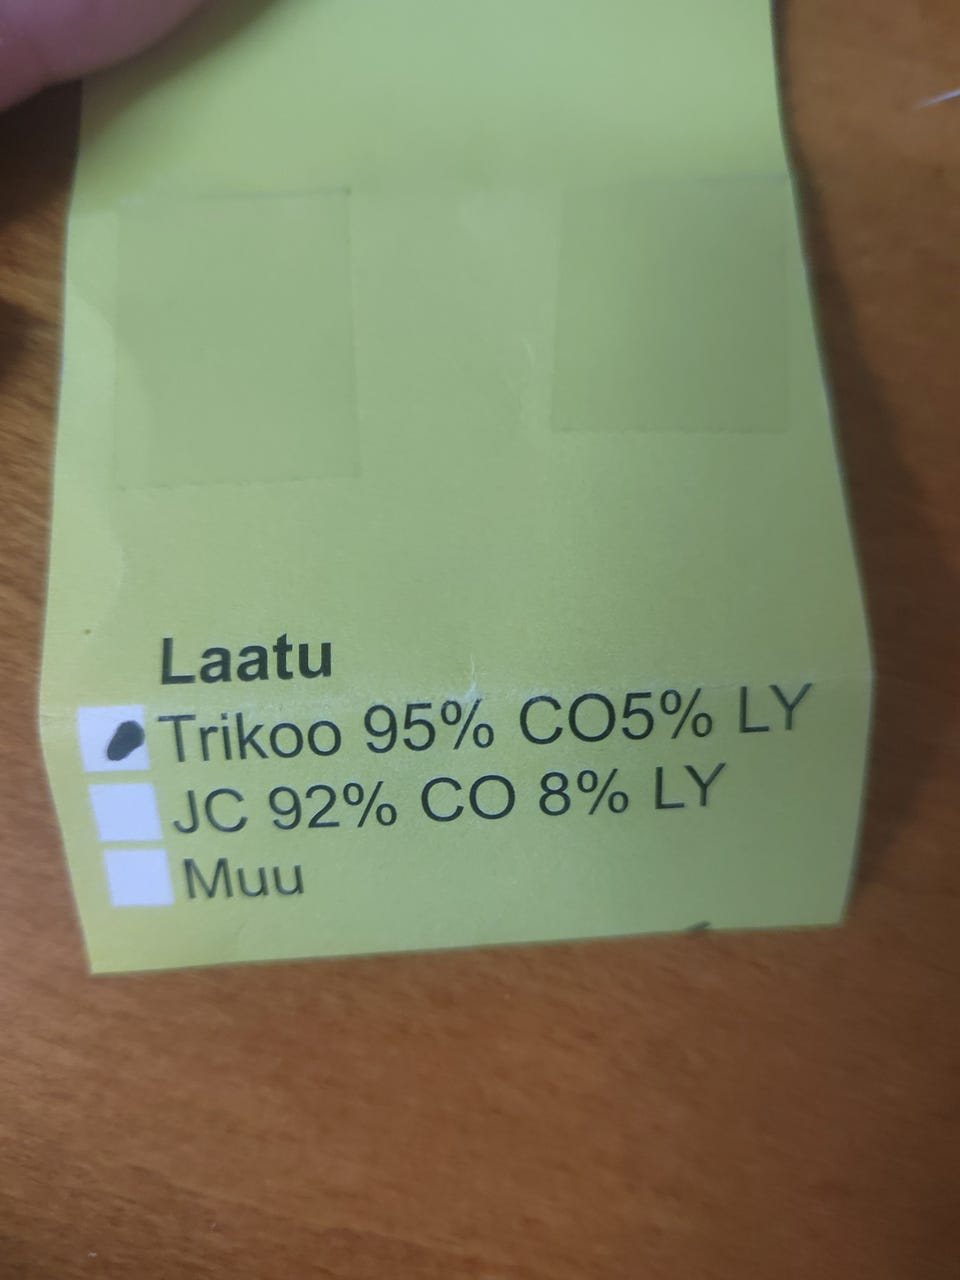 Laatu
Trikoo 95% CO5% LY
JC 92% CO 8% LY
Muu